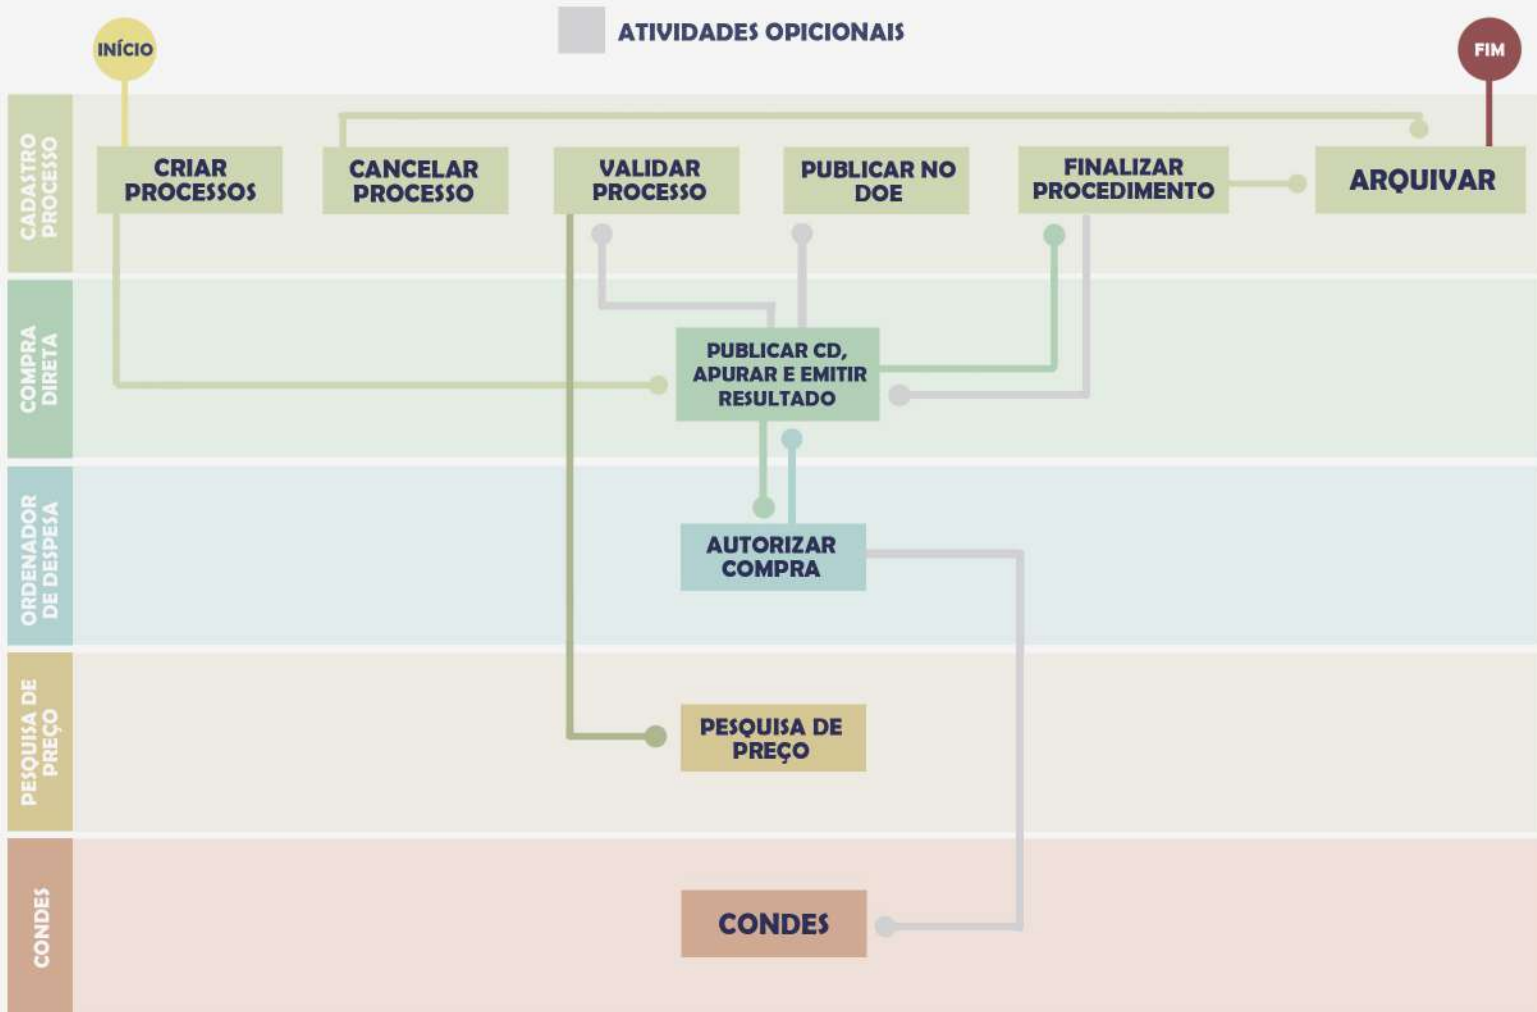 ATIVIDADES OPICIONAIS
INÍCIO
FIM
CADASTRO
PROCESSO
CRIAR
PROCESSOS
CANCELAR
PROCESSO
VALIDAR
PROCESSO
PUBLICAR NO
DOE
FINALIZAR
PROCEDIMENTO
ARQUIVAR
COMPRA
DIRETA
PUBLICAR CD,
APURAR E EMITIR
RESULTADO
ORDENADOR
DE DESPESA
AUTORIZAR
COMPRA
PESQUISA DE
PREÇO
PESQUISA DE
PREÇO
CONDES
CONDES